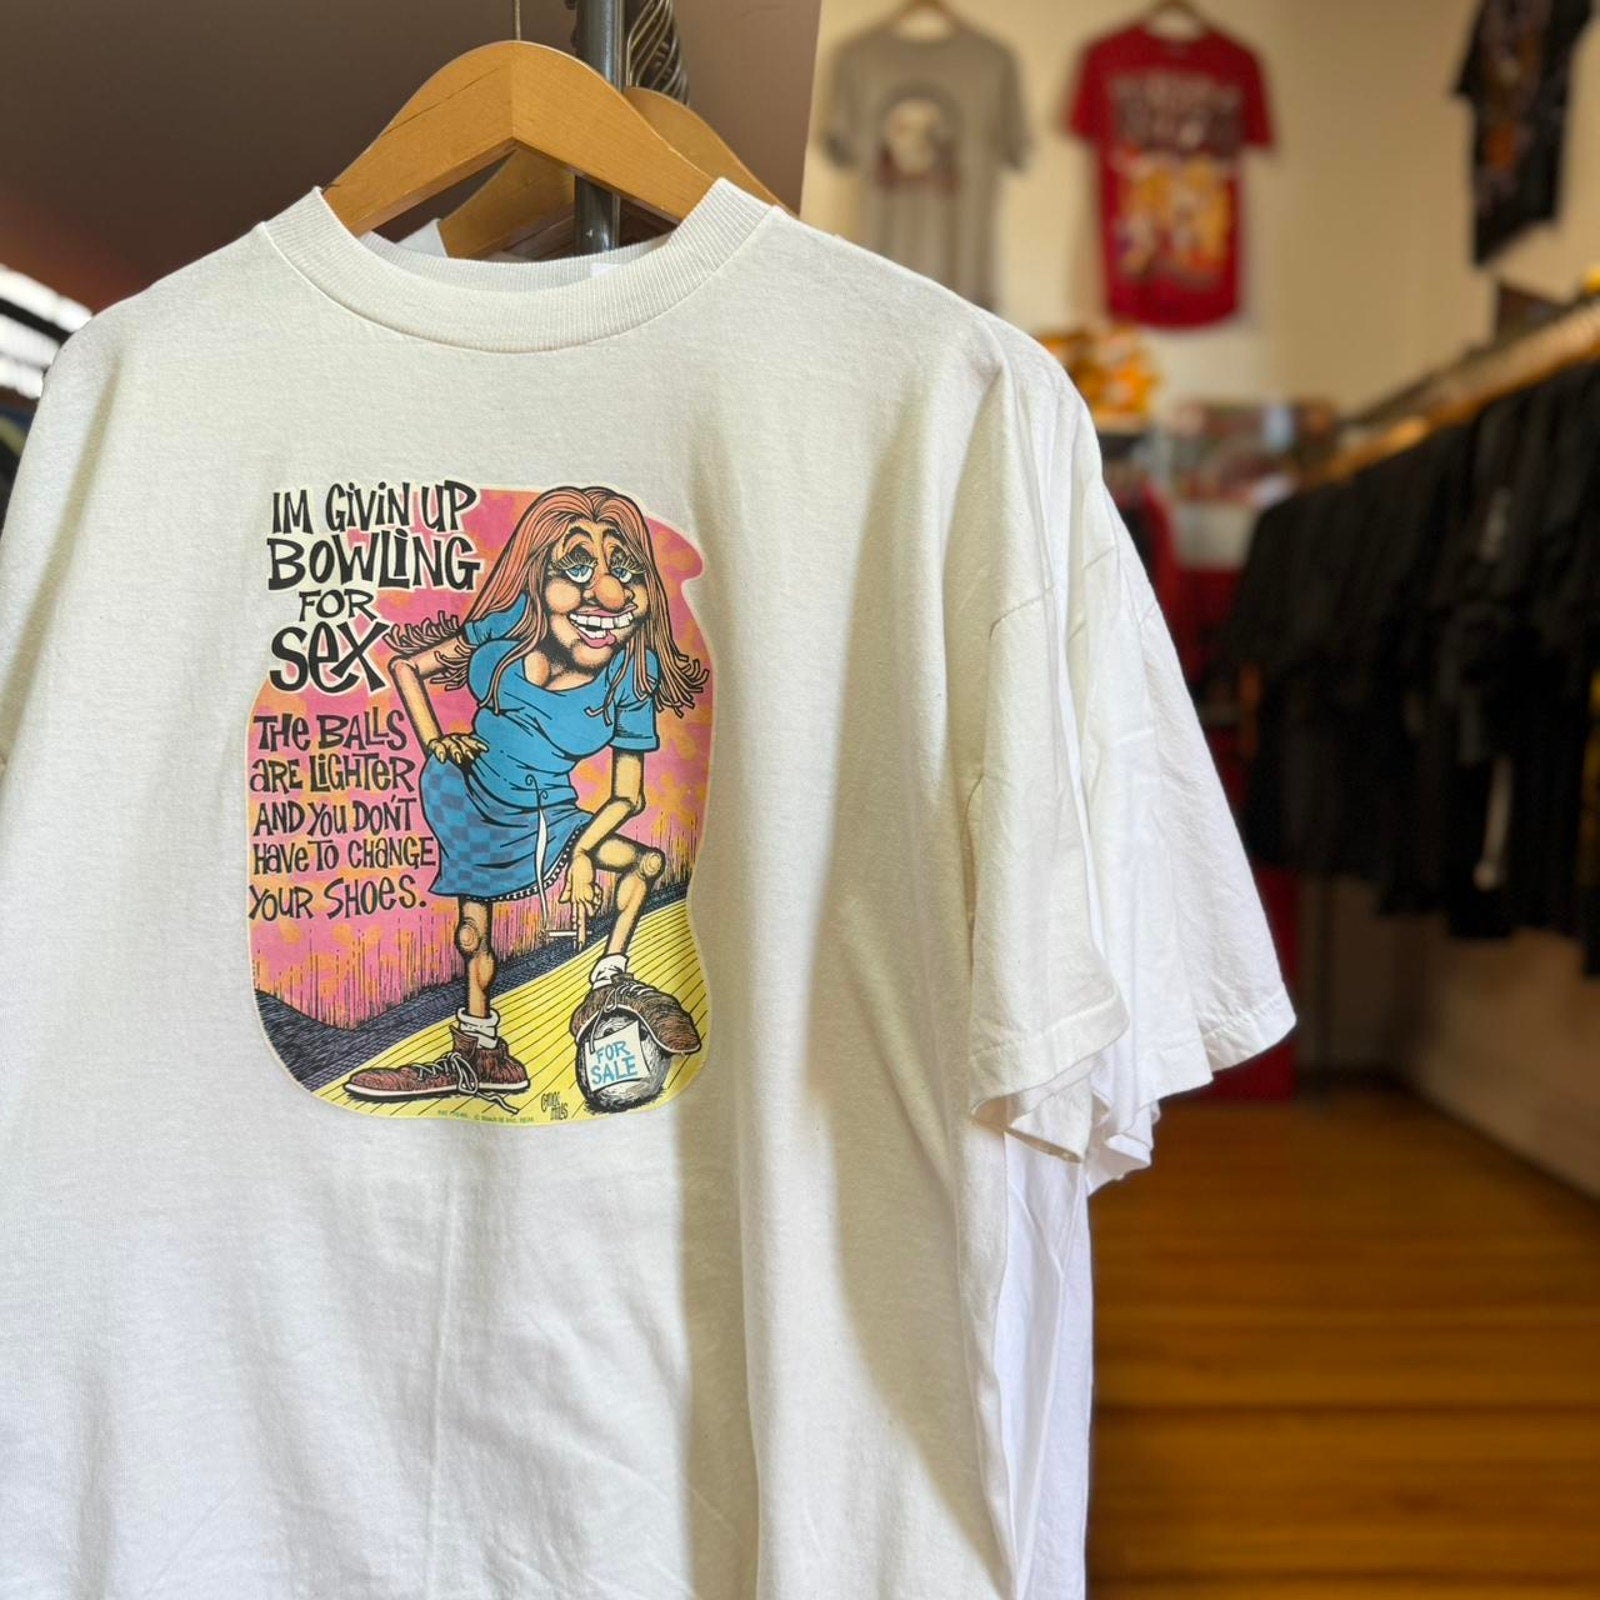 IM GIVIN UP
BOWLING
FOR
SEX
THE BALLS
ARE LIGHTER
AND YOU DON'T
HAVE TO CHANGE
YOUR SHOES.
FOR
SALE